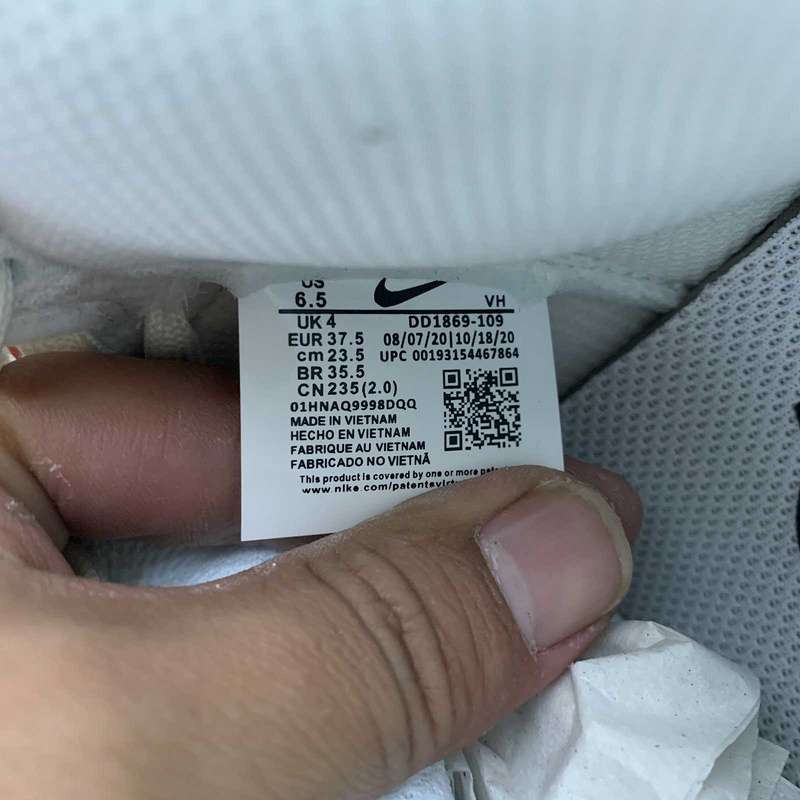 US
6.5
VH
UK 4 DD1869-109
EUR 37.5 08/07/20|10/18/20
cm 23.5 UPC 00193154467864
BR 35.5
CN 235(2.0)
01HNAQ9998DQQ
MADE IN VIETNAM
HECHO EN VIETNAM
FABRIQUE AU VIETNAM
FABRICADO NO VIETNÃ
This product is covered by one or more
www.nike.com/patents